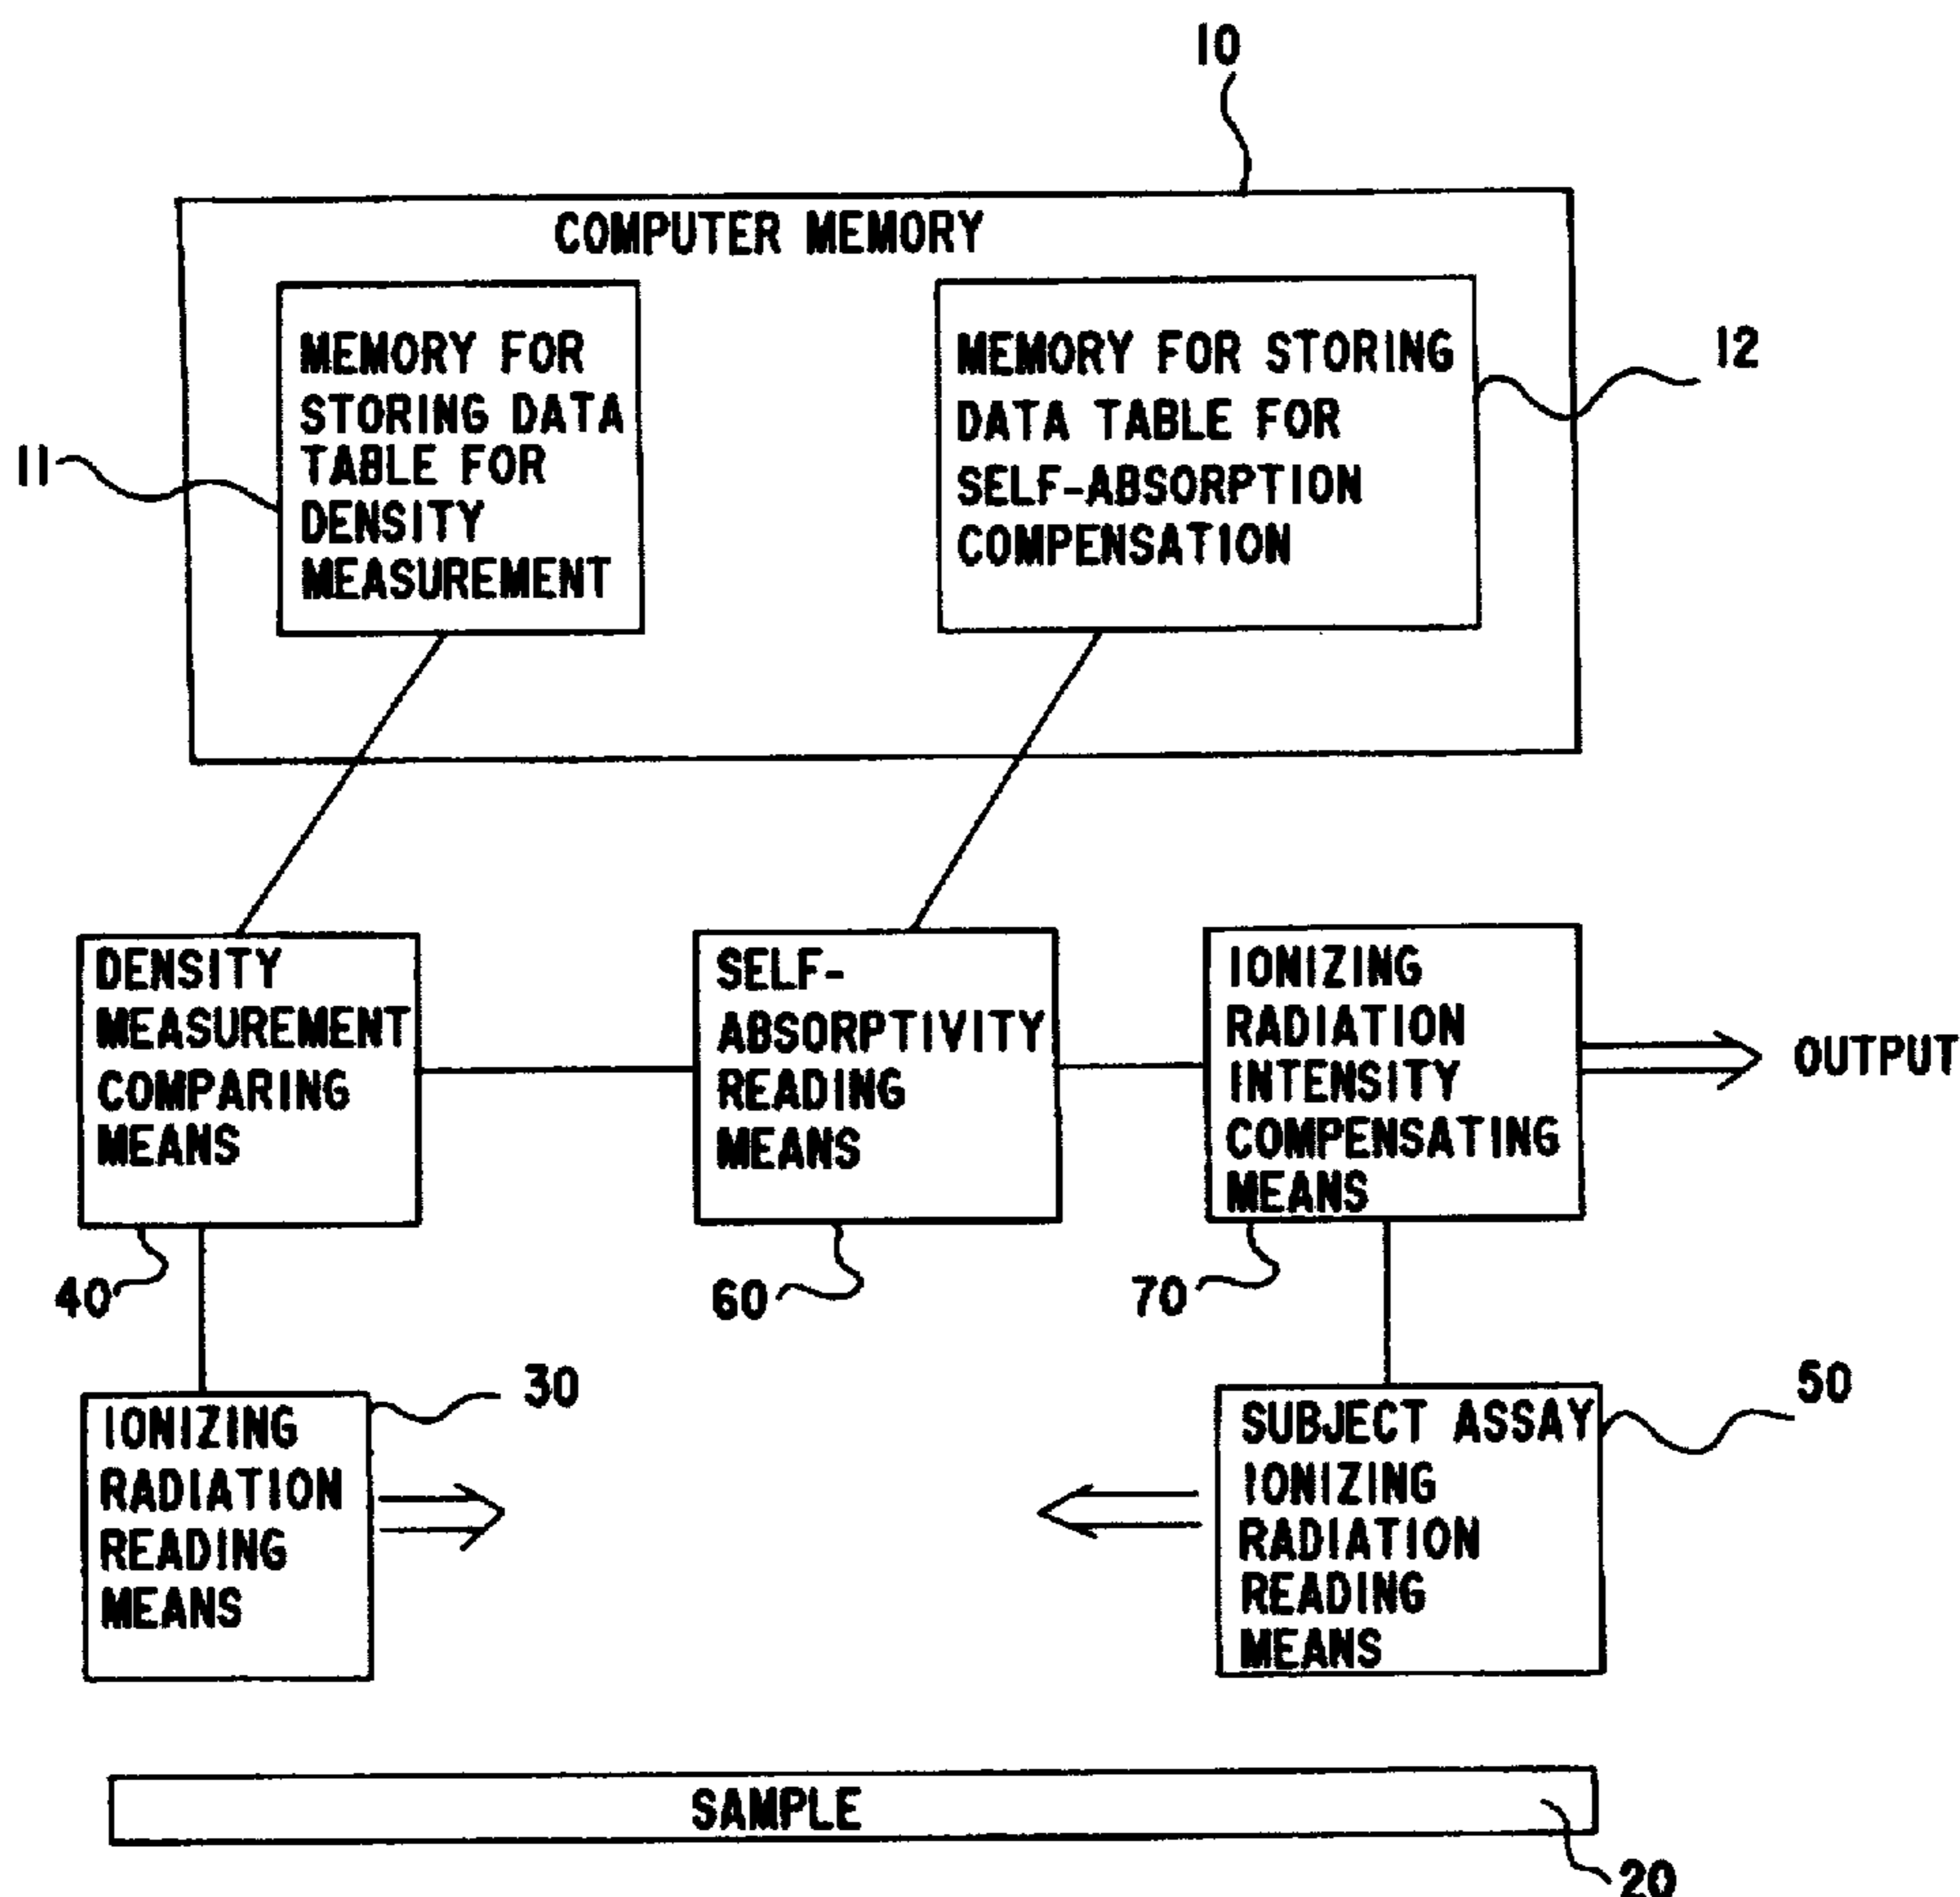 10
COMPUTER MEMORY
MEMORY FOR
STORING DATA
TABLE FOR
DENSITY
MEASUREMENT
11
MEMORY FOR STORING
DATA TABLE FOR
SELF-ABSORPTION
COMPENSATION
12
DENSITY
MEASUREMENT
COMPARING
MEANS
40
SELF-
ABSORPTIVITY
READING
MEANS
60
IONIZING
RADIATION
INTENSITY
COMPENSATING
MEANS
70
OUTPUT
IONIZING
RADIATION
READING
MEANS
30
SUBJECT ASSAY
IONIZING
RADIATION
READING
MEANS
50
SAMPLE
20